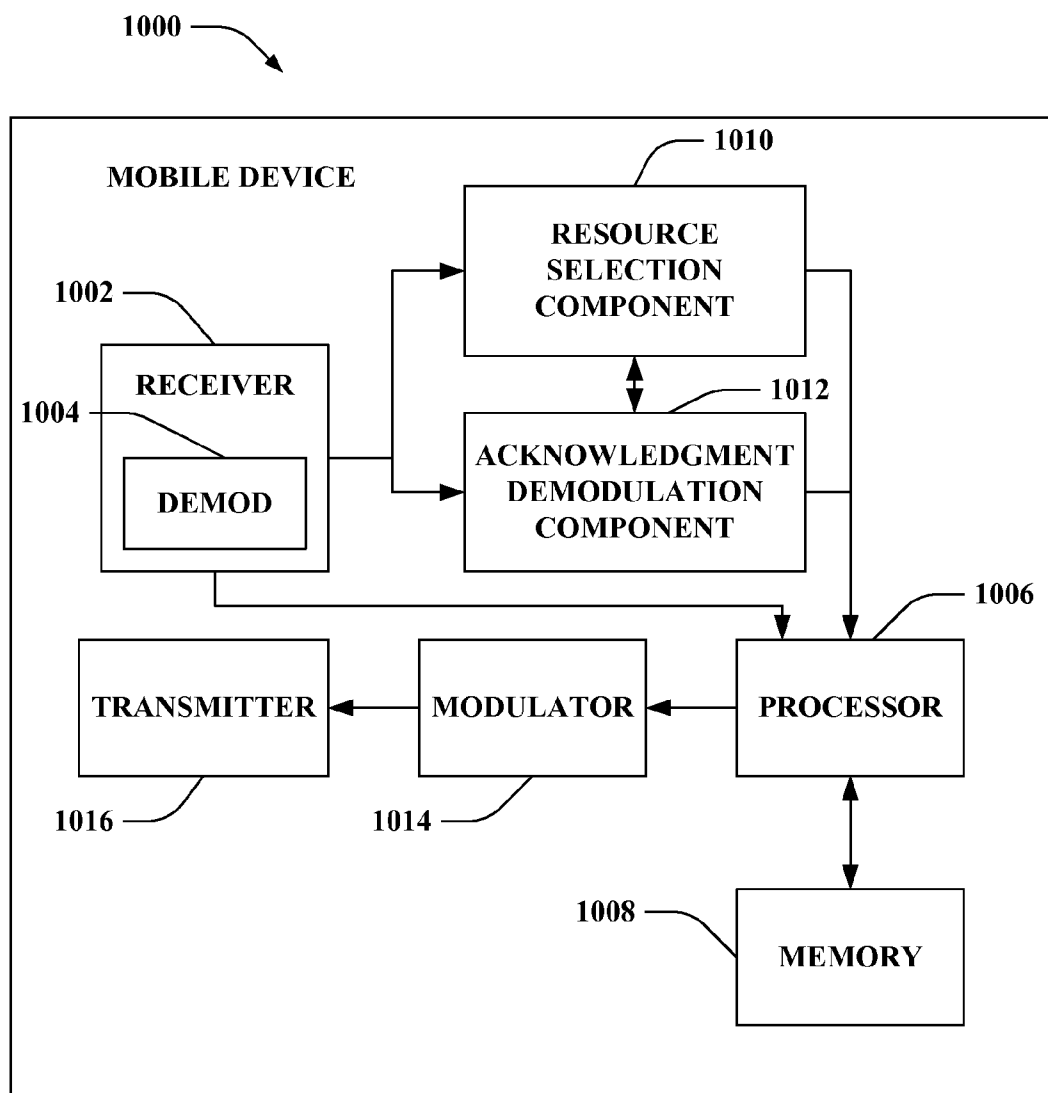 1000
1010
MOBILE DEVICE
RESOURCE
SELECTION
COMPONENT
1002
RECEIVER
1012
1004
ACKNOWLEDGMENT
DEMODULATION
COMPONENT
DEMOD
1006
TRANSMITTER
MODULATOR
PROCESSOR
1016
1014
1008
MEMORY